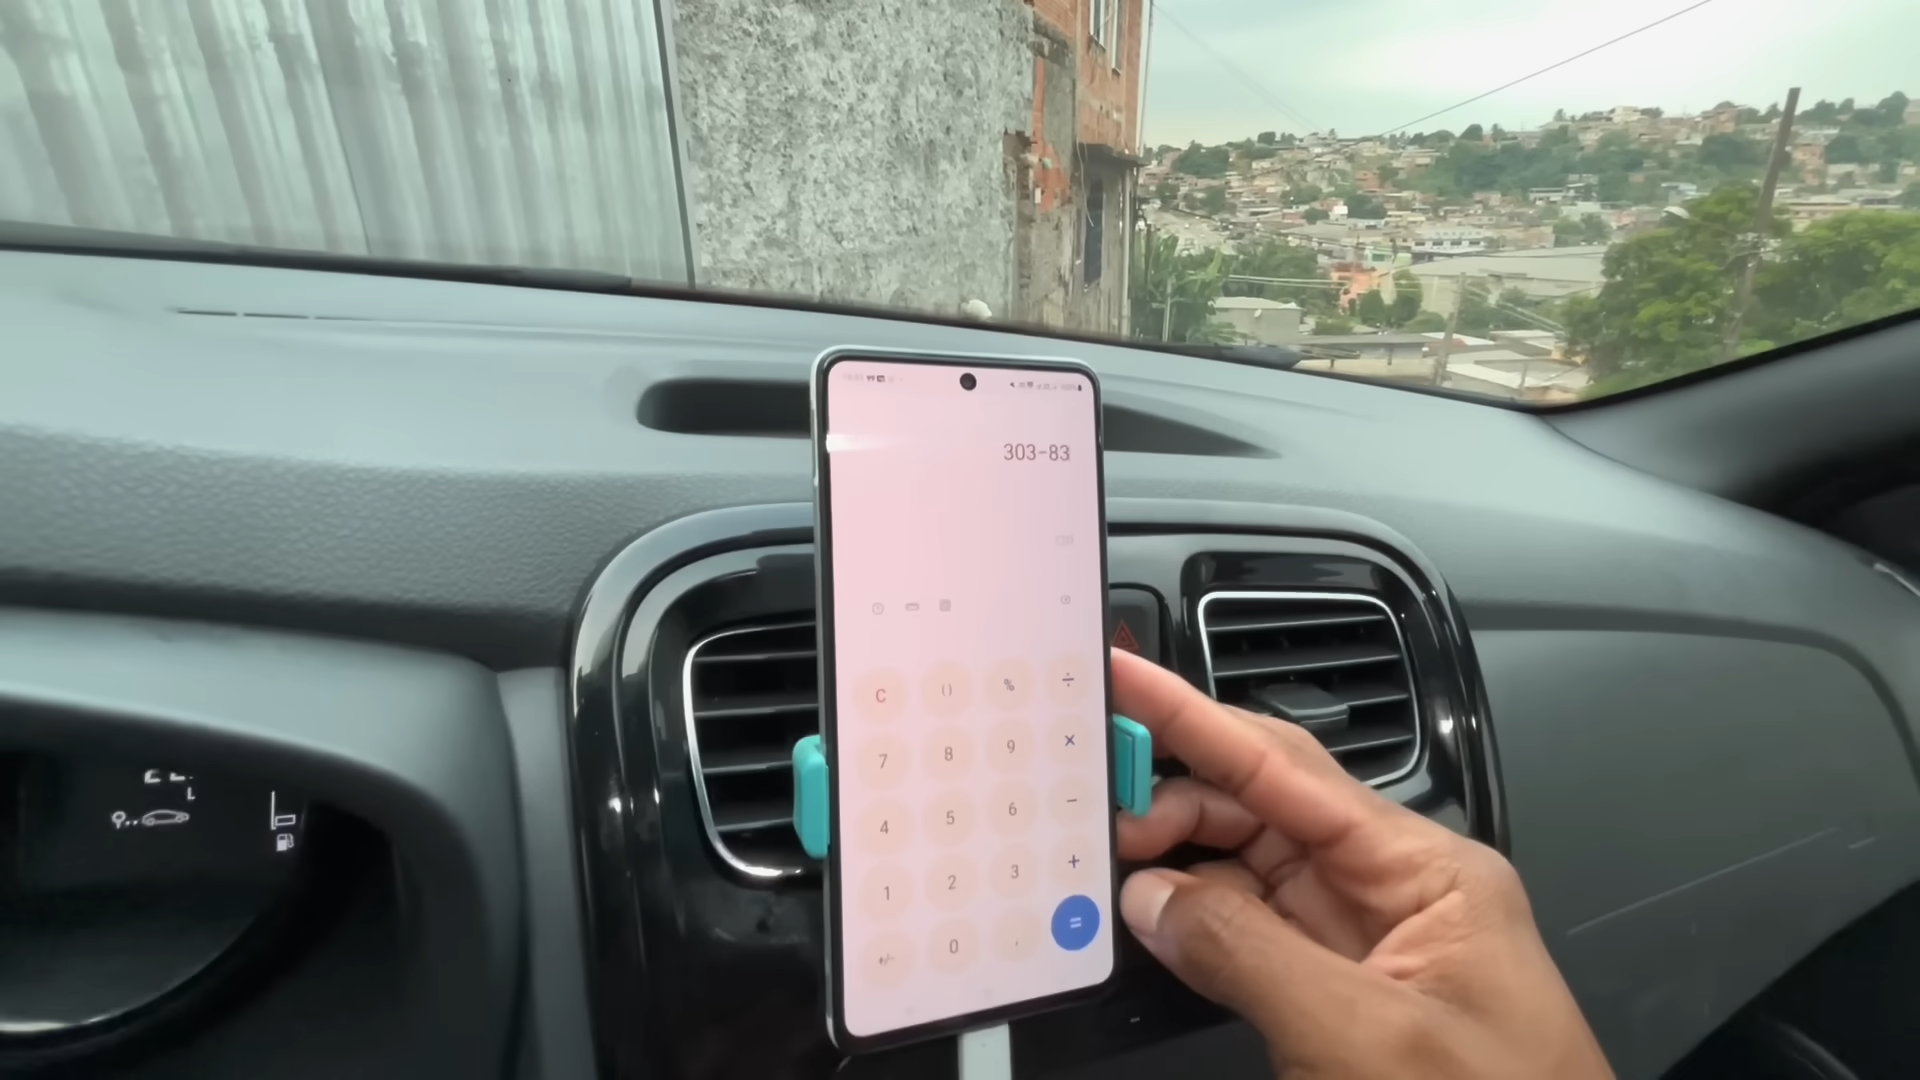 303-83
C () % ÷
7 8 9 ×
4 5 6 −
1 2 3 +
+/- 0 , =
L